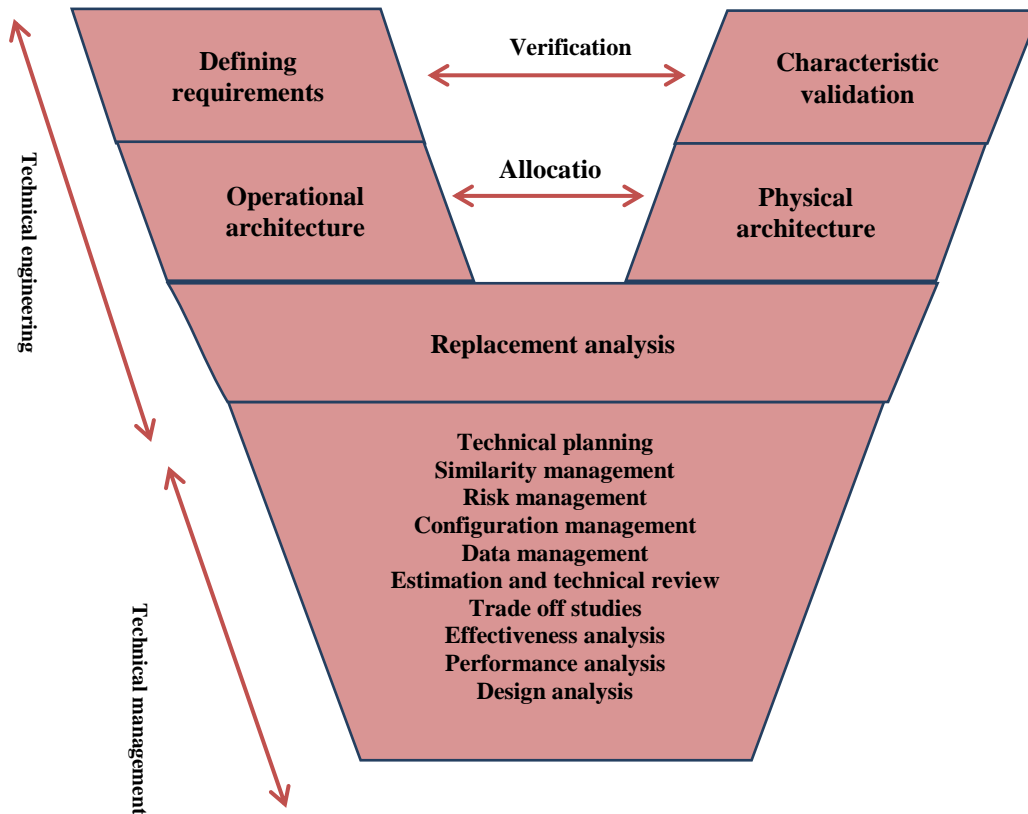 Defining
requirements
Verification
Characteristic
validation
Operational
architecture
Allocatio
Physical
architecture
Technical engineering
Replacement analysis
Technical planning
Similarity management
Risk management
Configuration management
Data management
Estimation and technical review
Trade off studies
Effectiveness analysis
Performance analysis
Design analysis
Technical management